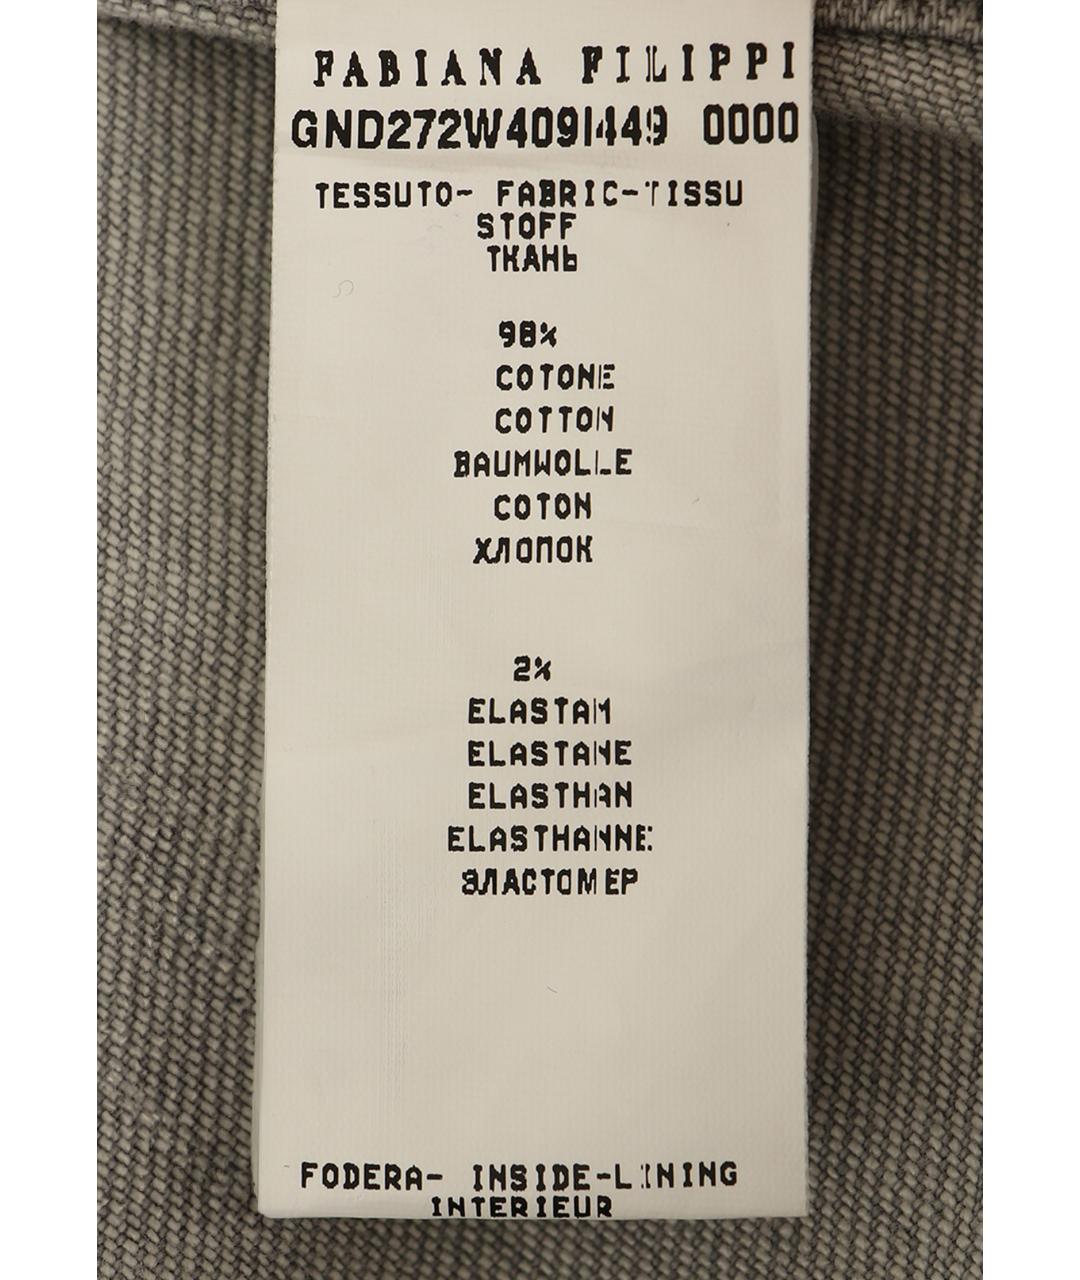 FABIANA FILIPPI
GND272W409I449 0000
TESSUTO- FABRIC-TISSU
STOFF
ТКАНЬ
98%
COTONE
COTTON
BAUMWOLLE
COTON
ХЛОПОК
2%
ELASTAM
ELASTANE
ELASTHAN
ELASTHANNE
ЭЛАСТОМЕР
FODERA- INSIDE-LINING
INTERIEUR